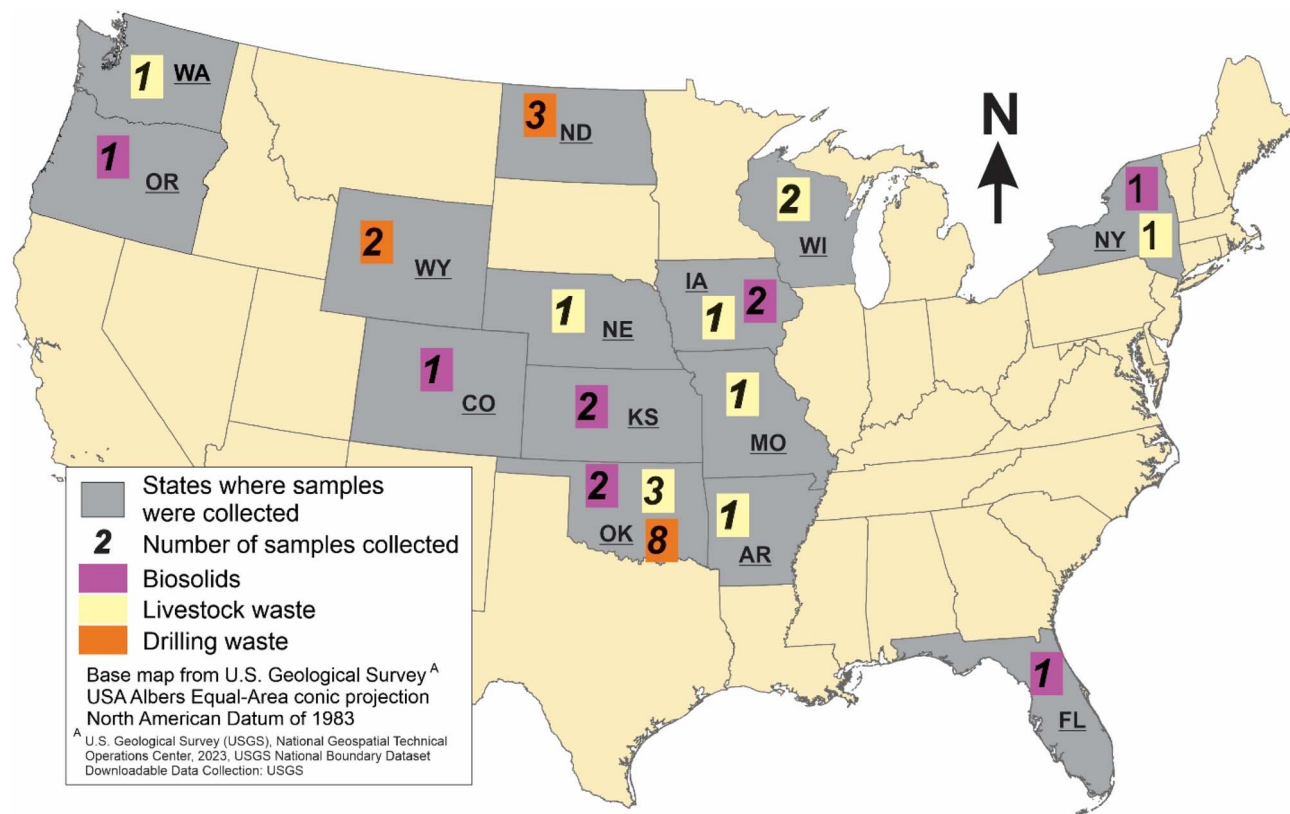 1 WA
3 ND
1 OR
N
2 WI
1
NY 1
2 WY
IA
1 2
1 NE
1 CO
2 KS
1 MO
2 3
OK 8
1 AR
1 FL
States where samples
were collected
2 Number of samples collected
Biosolids
Livestock waste
Drilling waste
Base map from U.S. Geological Survey A
USA Albers Equal-Area conic projection
North American Datum of 1983
A U.S. Geological Survey (USGS), National Geospatial Technical
Operations Center, 2023, USGS National Boundary Dataset
Downloadable Data Collection: USGS